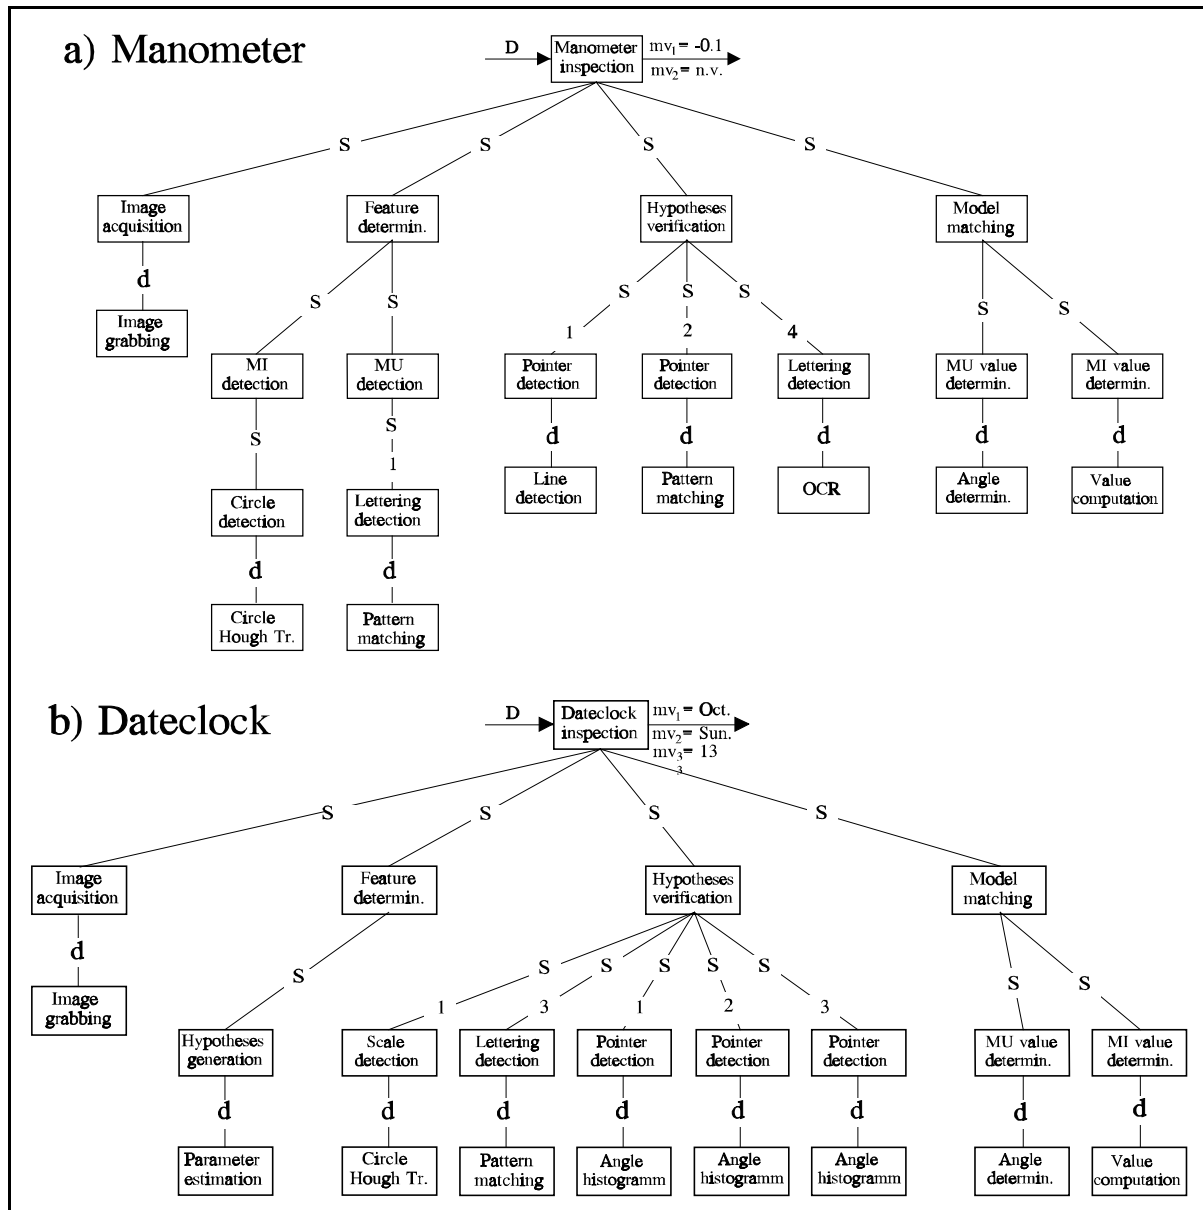 a) Manometer
D
Manometer
inspection
mv1 = -0.1
mv2 = n.v.
S S S S
Image
acquisition
Feature
determin.
Hypotheses
verification
Model
matching
d
S S
S S S
S S
1 2 4
Image
grabbing
MI
detection
MU
detection
Pointer
detection
Pointer
detection
Lettering
detection
MU value
determin.
MI value
determin.
S S
d d d d d
1
Line
detection
Pattern
matching
OCR
Angle
determin.
Value
computation
Circle
detection
Lettering
detection
d d
Circle
Hough Tr.
Pattern
matching
b) Dateclock
D
Dateclock
inspection
mv1 = Oct.
mv2 = Sun.
mv3 = 13
3
S S S S
Image
acquisition
Feature
determin.
Hypotheses
verification
Model
matching
d
S
S S S S S
S S
1 3 1 2 3
Image
grabbing
Hypotheses
generation
Scale
detection
Lettering
detection
Pointer
detection
Pointer
detection
Pointer
detection
MU value
determin.
MI value
determin.
d d d d d d d d
Parameter
estimation
Circle
Hough Tr.
Pattern
matching
Angle
histogramm
Angle
histogramm
Angle
histogramm
Angle
determin.
Value
computation